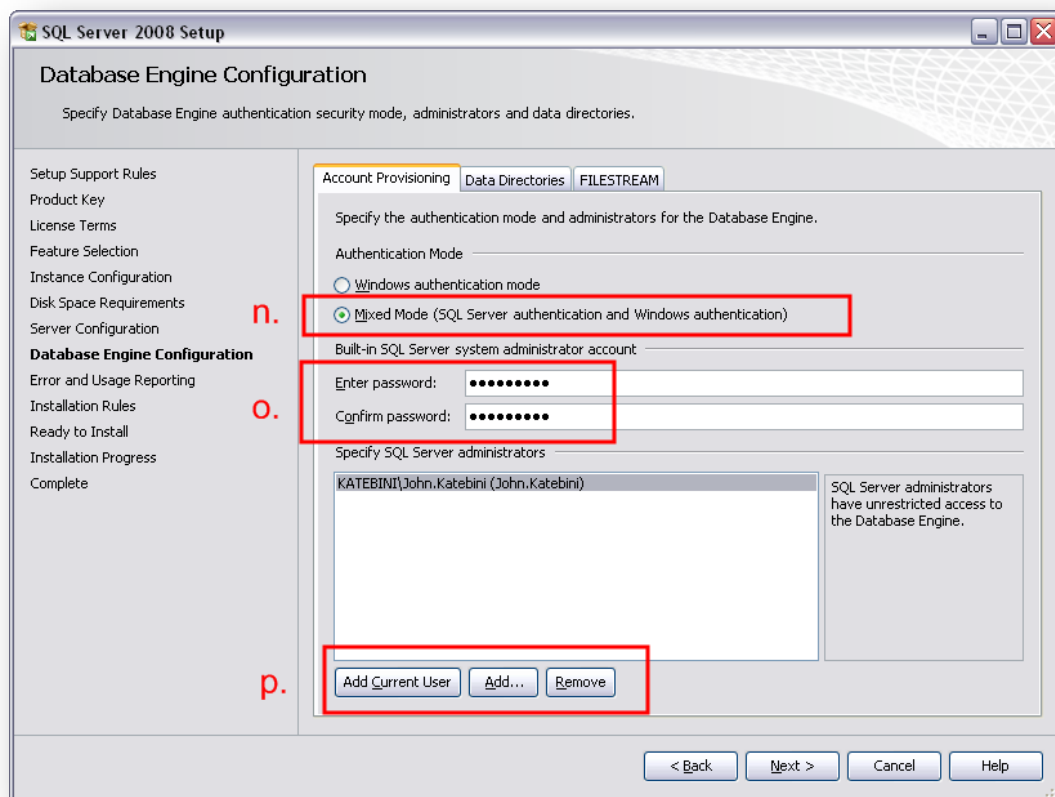 SQL Server 2008 Setup
Database Engine Configuration
Specify Database Engine authentication security mode, administrators and data directories.
Setup Support Rules
Product Key
License Terms
Feature Selection
Instance Configuration
Disk Space Requirements
Server Configuration
Database Engine Configuration
Error and Usage Reporting
Installation Rules
Ready to Install
Installation Progress
Complete
Account Provisioning Data Directories FILESTREAM
Specify the authentication mode and administrators for the Database Engine.
Authentication Mode
Windows authentication mode
n. Mixed Mode (SQL Server authentication and Windows authentication)
Built-in SQL Server system administrator account
Enter password: ●●●●●●●●●
o.
Confirm password: ●●●●●●●●●
Specify SQL Server administrators
KATEBINI\John.Katebini (John.Katebini)
SQL Server administrators
have unrestricted access to
the Database Engine.
p. Add Current User Add... Remove
< Back Next > Cancel Help